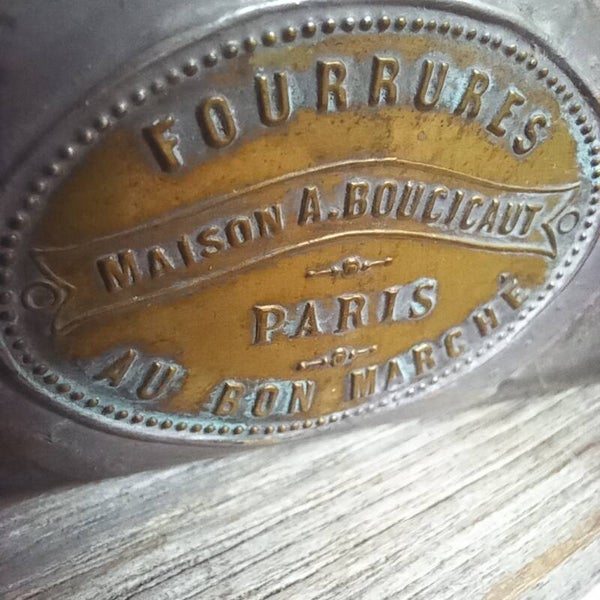 FOURRURES
MAISON A. BOUCICAUT
PARIS
AU BON MARCHÉ